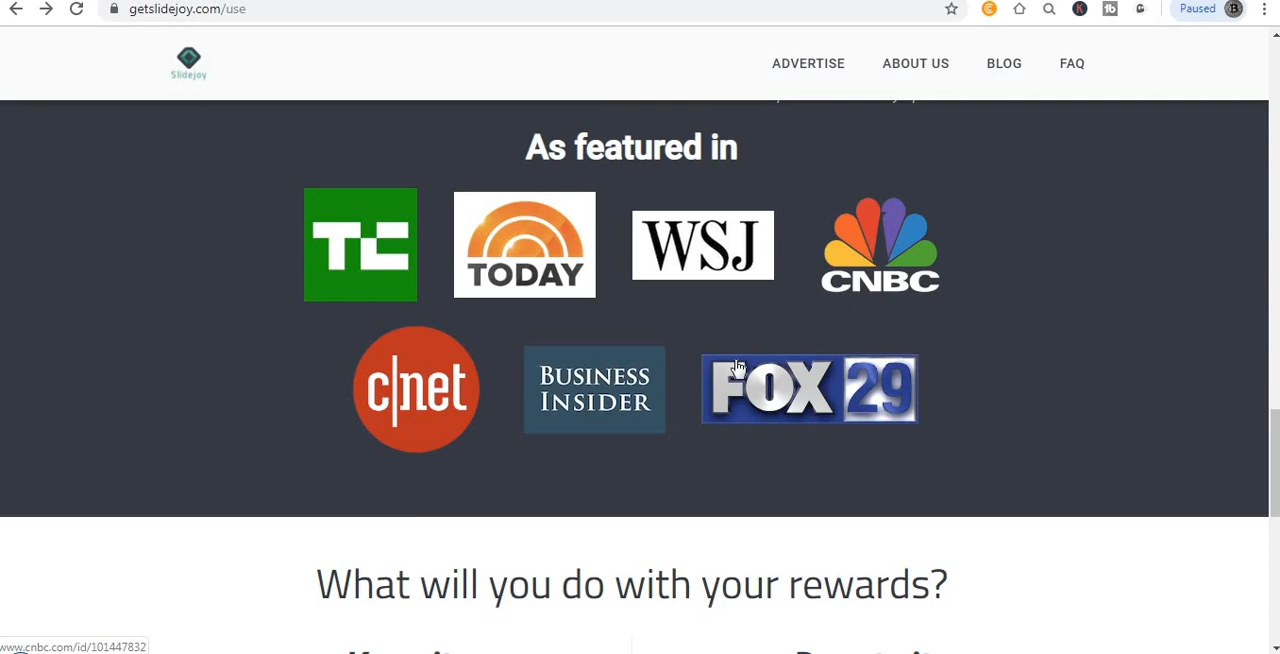 getslidejoy.com/use
Paused
Slidejoy
ADVERTISE ABOUT US BLOG FAQ
As featured in
TC TODAY WSJ CNBC
c|net BUSINESS INSIDER FOX 29
What will you do with your rewards?
www.cnbc.com/id/101447832